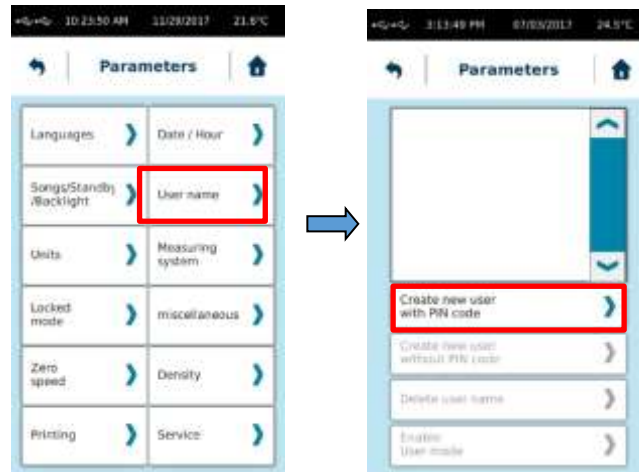 10:23:50 AM 11/29/2017 21.6°C
Parameters
Languages
Date / Hour
Songs/Standby
/Backlight
User name
Units
Measuring
system
Locked
mode
miscellaneous
Zero
speed
Density
Printing
Service
3:13:49 PM 07/03/2017 24.5°C
Parameters
Create new user
with PIN code
Create new user
without PIN code
Delete user name
Enable
User mode